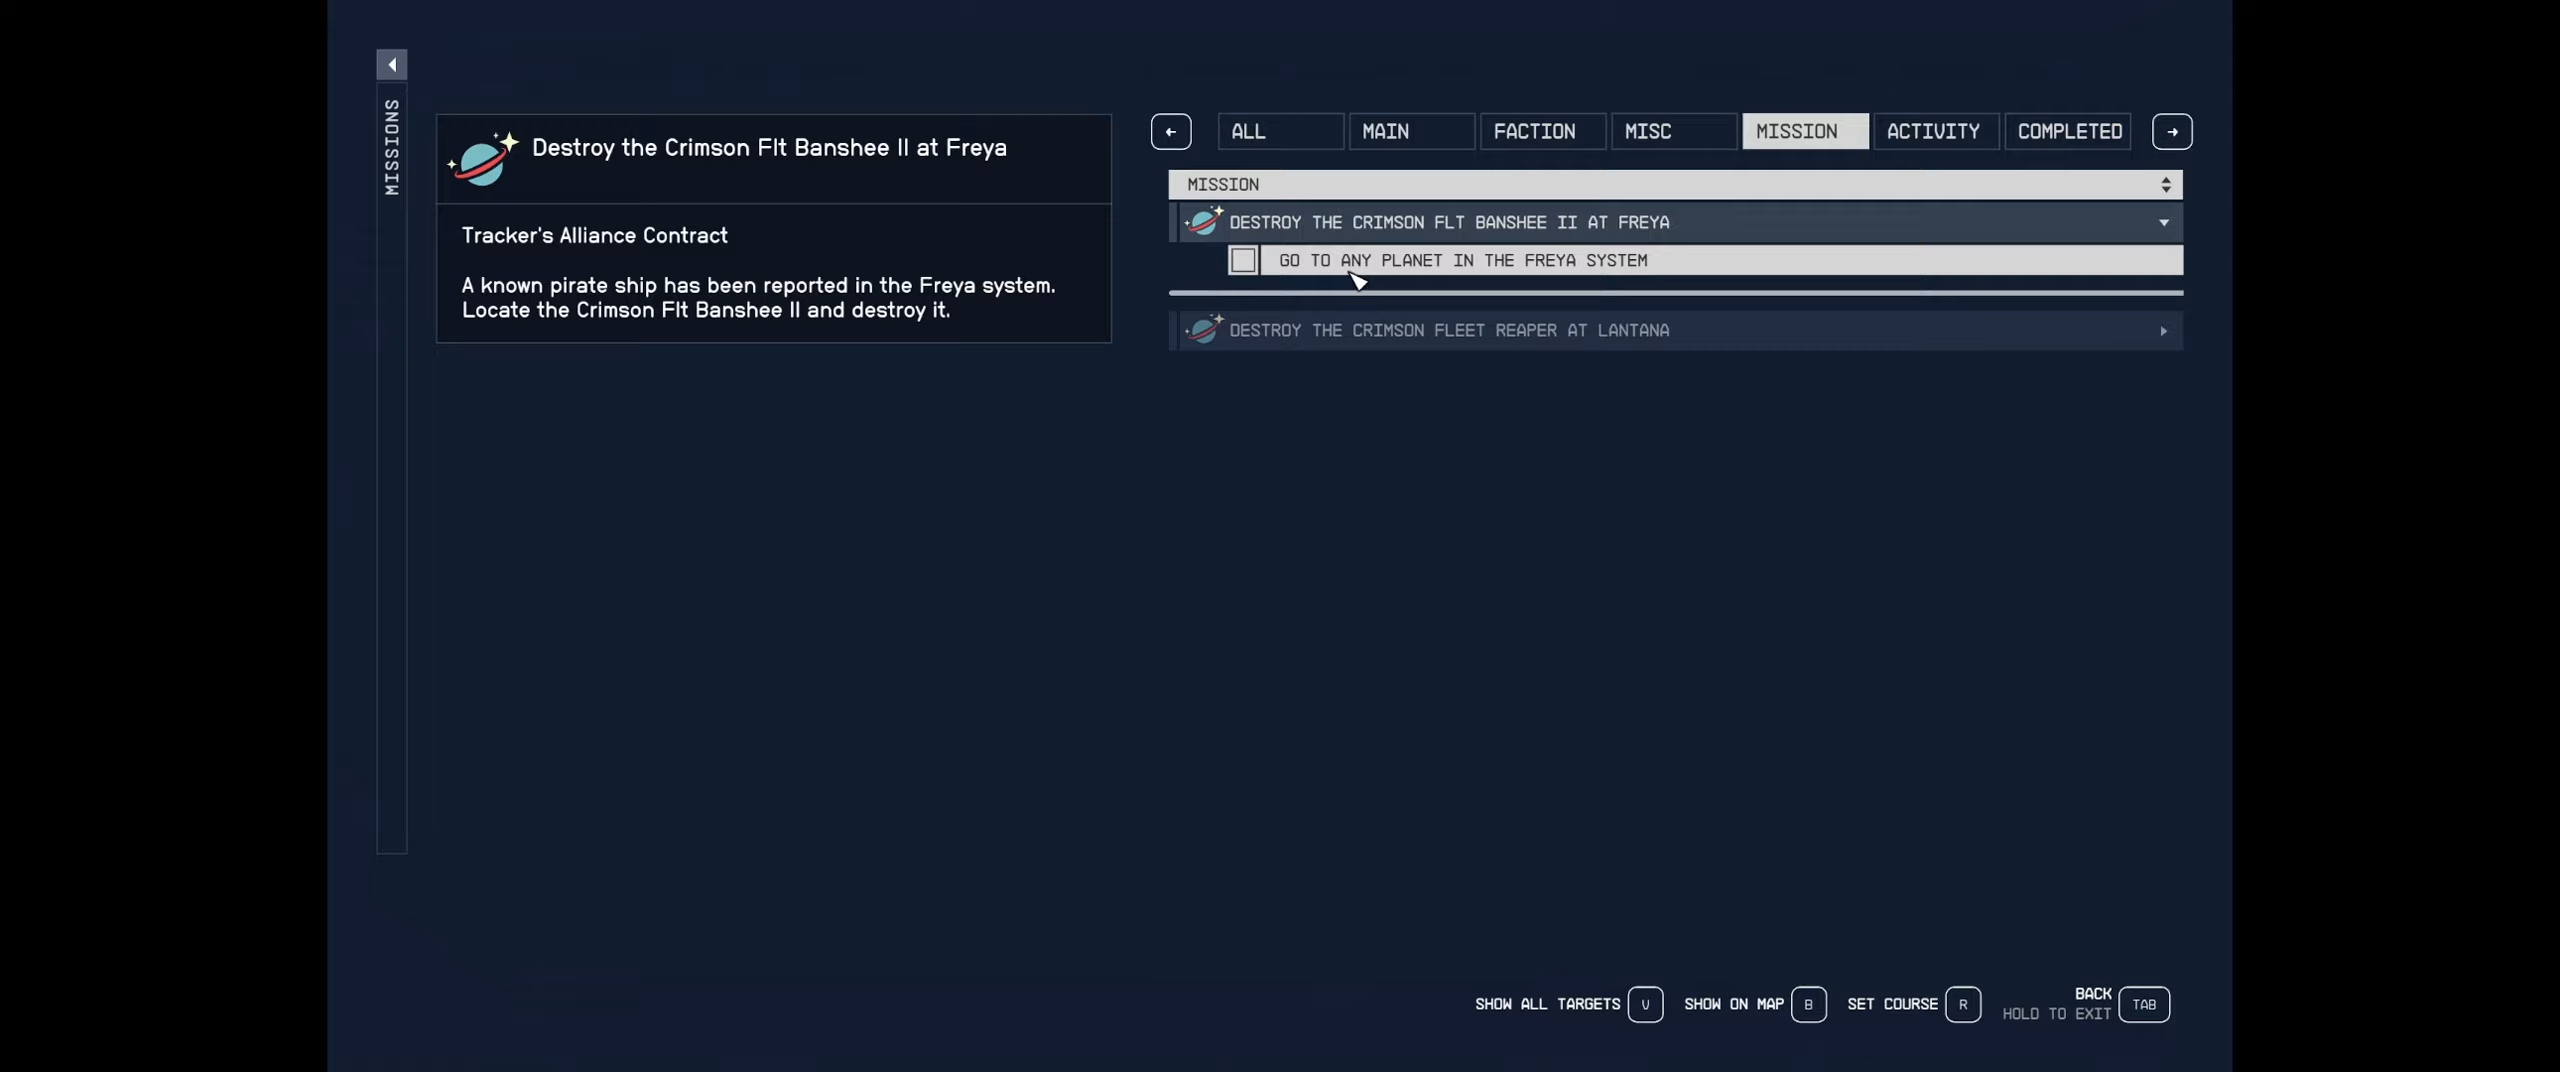 MISSIONS
Destroy the Crimson Flt Banshee II at Freya
Tracker's Alliance Contract
A known pirate ship has been reported in the Freya system.
Locate the Crimson Flt Banshee II and destroy it.
ALL MAIN FACTION MISC MISSION ACTIVITY COMPLETED
MISSION
DESTROY THE CRIMSON FLT BANSHEE II AT FREYA
GO TO ANY PLANET IN THE FREYA SYSTEM
DESTROY THE CRIMSON FLEET REAPER AT LANTANA
SHOW ALL TARGETS V SHOW ON MAP B SET COURSE R BACK TAB
HOLD TO EXIT